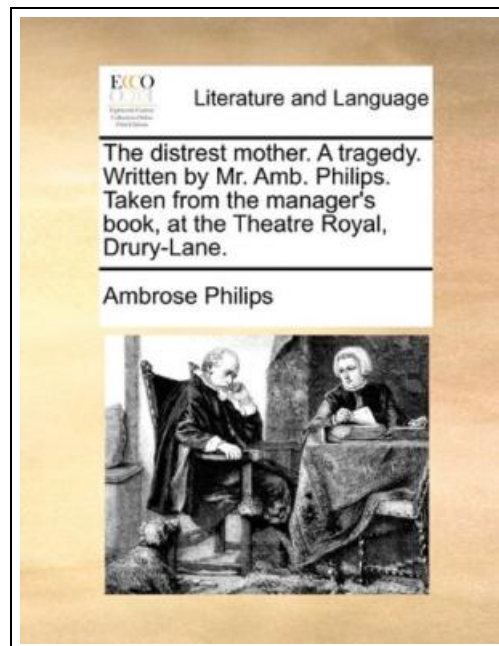 ECCO
Literature and Language
The distrest mother. A tragedy.
Written by Mr. Amb. Philips.
Taken from the manager's
book, at the Theatre Royal,
Drury-Lane.
Ambrose Philips